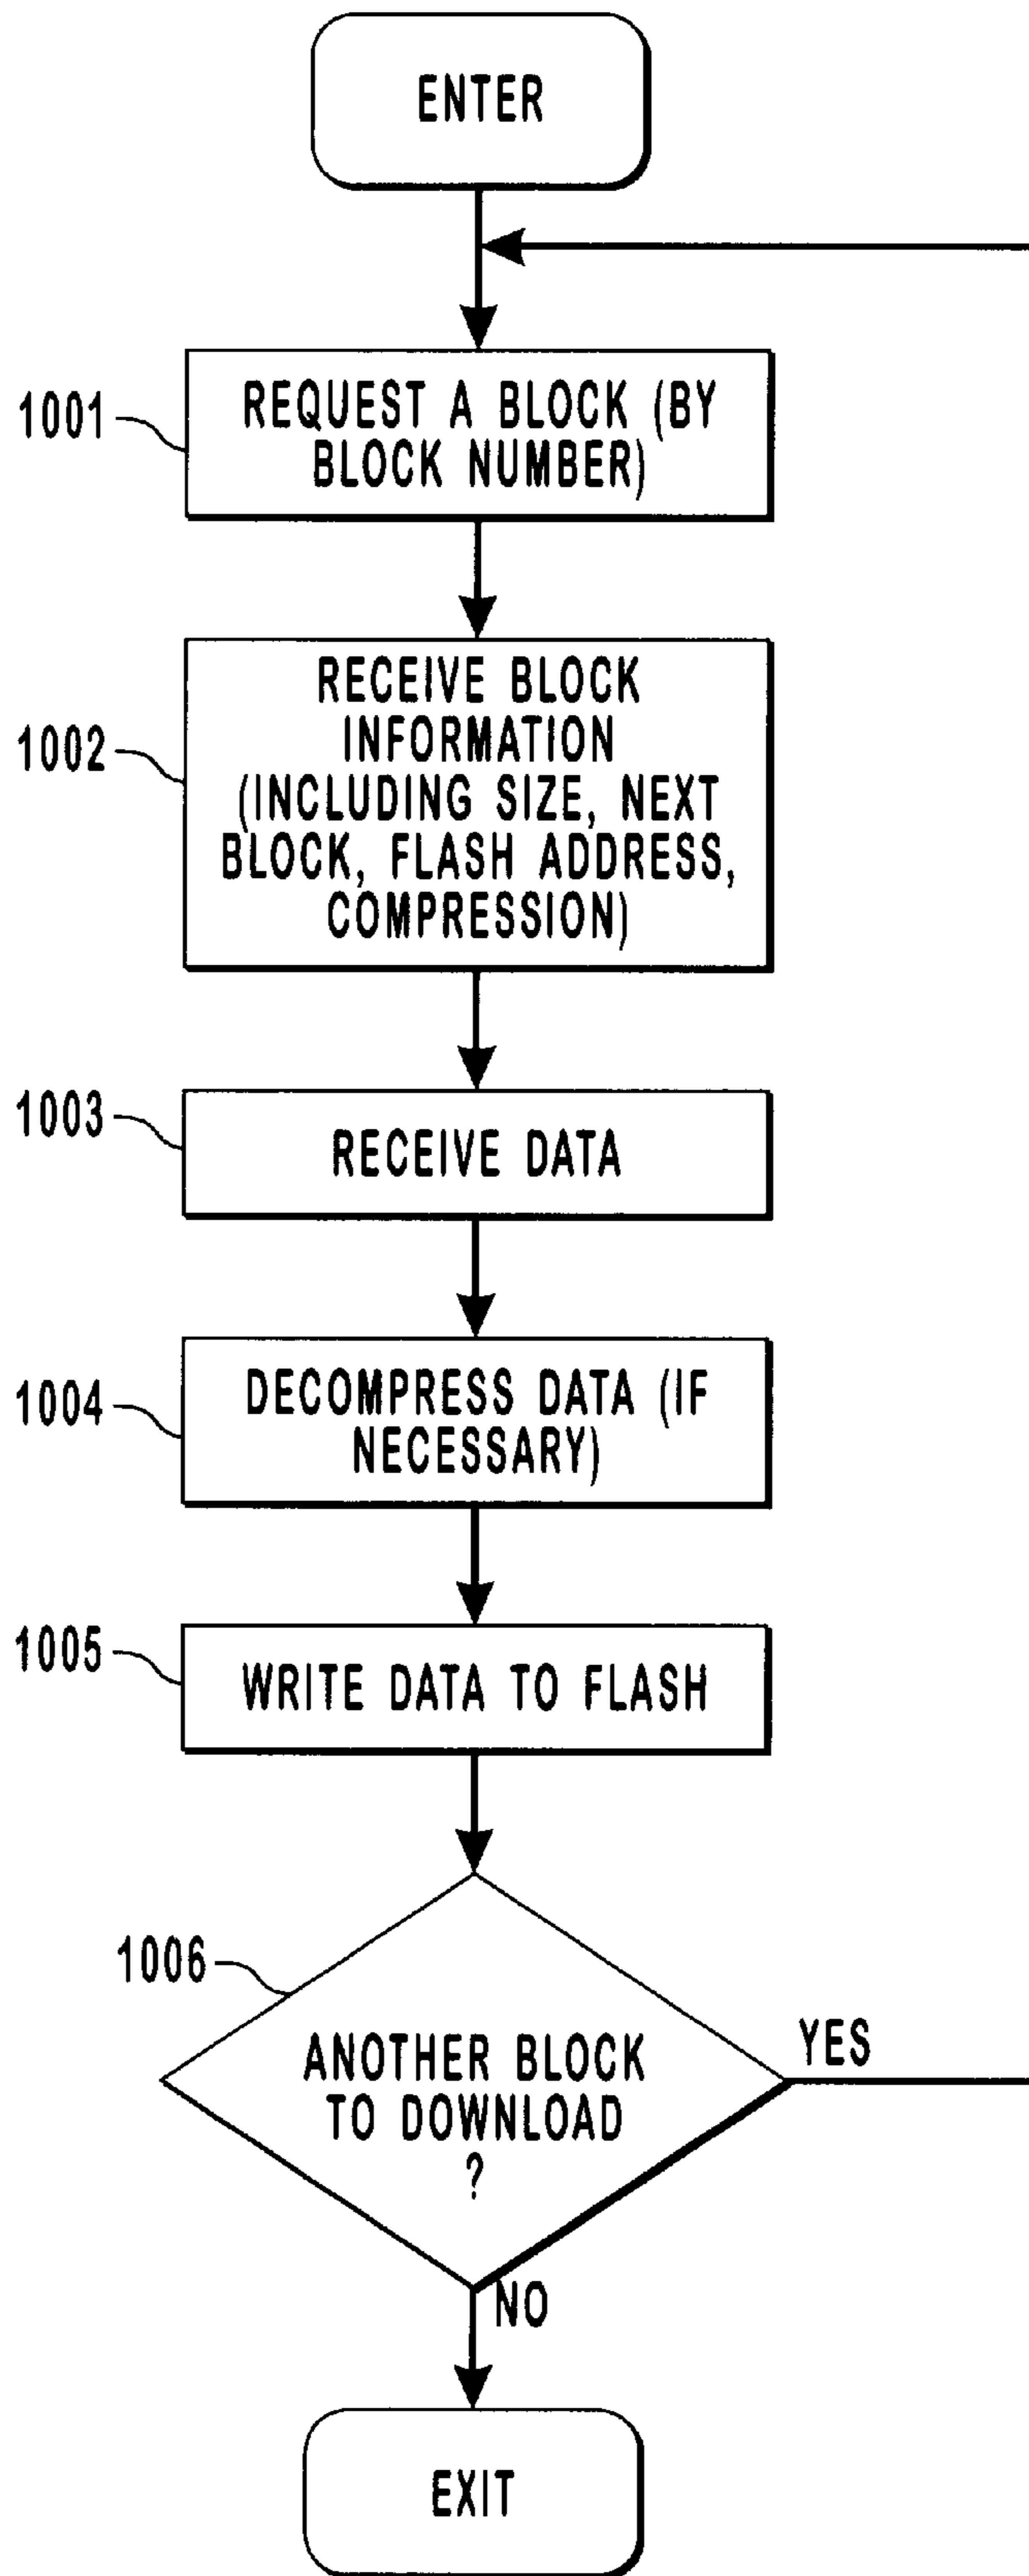 ENTER
1001
REQUEST A BLOCK (BY
BLOCK NUMBER)
1002
RECEIVE BLOCK
INFORMATION
(INCLUDING SIZE, NEXT
BLOCK, FLASH ADDRESS,
COMPRESSION)
1003
RECEIVE DATA
1004
DECOMPRESS DATA (IF
NECESSARY)
1005
WRITE DATA TO FLASH
1006
ANOTHER BLOCK
TO DOWNLOAD
?
YES
NO
EXIT